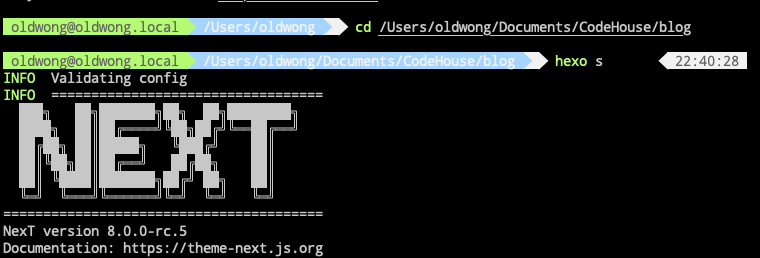 oldwong@oldwong.local /Users/oldwong cd /Users/oldwong/Documents/CodeHouse/blog
oldwong@oldwong.local /Users/oldwong/Documents/CodeHouse/blog hexo s 22:40:28
INFO Validating config
INFO ==================================
NEXT
========================================
NexT version 8.0.0-rc.5
Documentation: https://theme-next.js.org